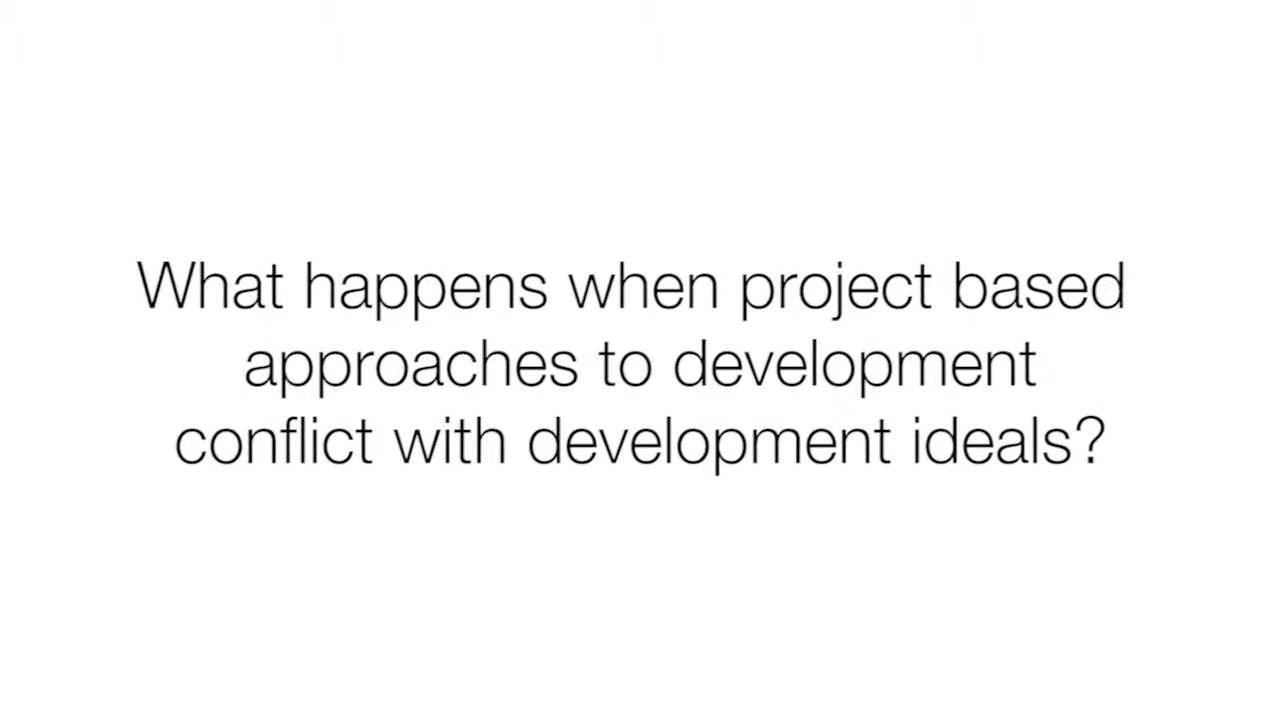 What happens when project based
approaches to development
conflict with development ideals?